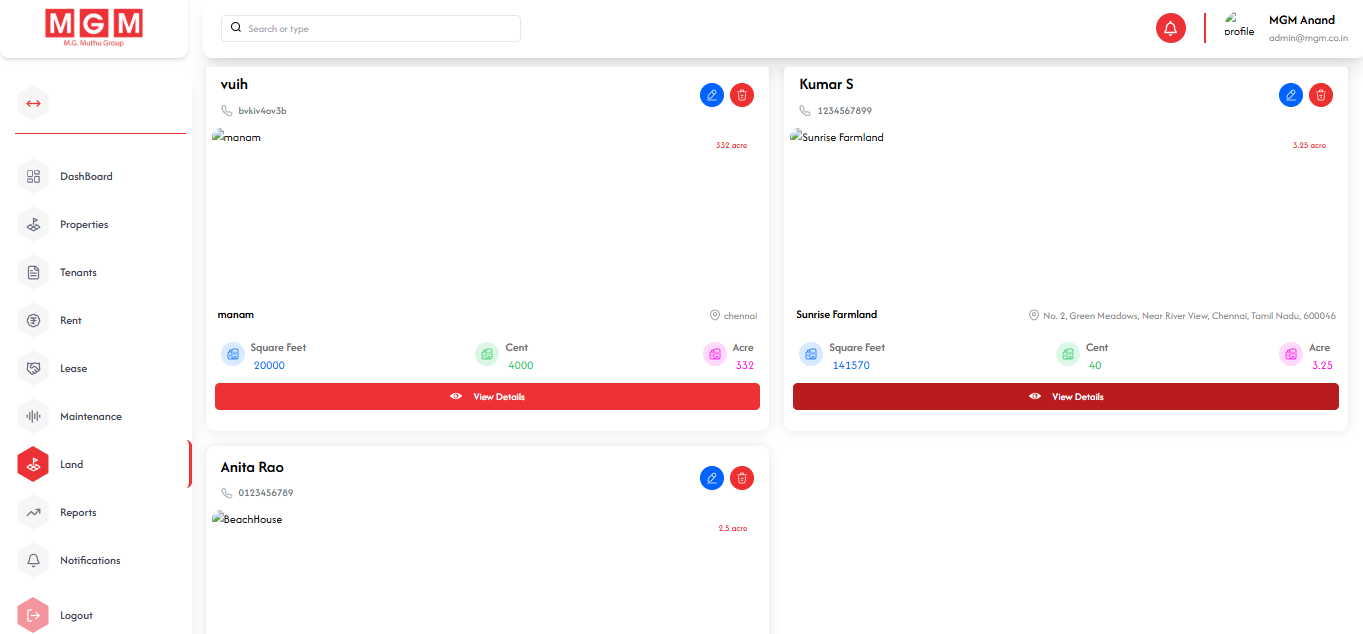 MGM
M.G. Muthu Group
Search or type
profile
MGM Anand
admin@mgm.co.in
DashBoard
Properties
Tenants
Rent
Lease
Maintenance
Land
Reports
Notifications
Logout
vuih
bvkiv4ov3b
manam
332 acre
manam
chennai
Square Feet
20000
Cent
4000
Acre
332
View Details
Kumar S
1234567899
Sunrise Farmland
3.25 acre
Sunrise Farmland
No. 2, Green Meadows, Near River View, Chennai, Tamil Nadu, 600046
Square Feet
141570
Cent
40
Acre
3.25
View Details
Anita Rao
0123456789
BeachHouse
2.5 acre